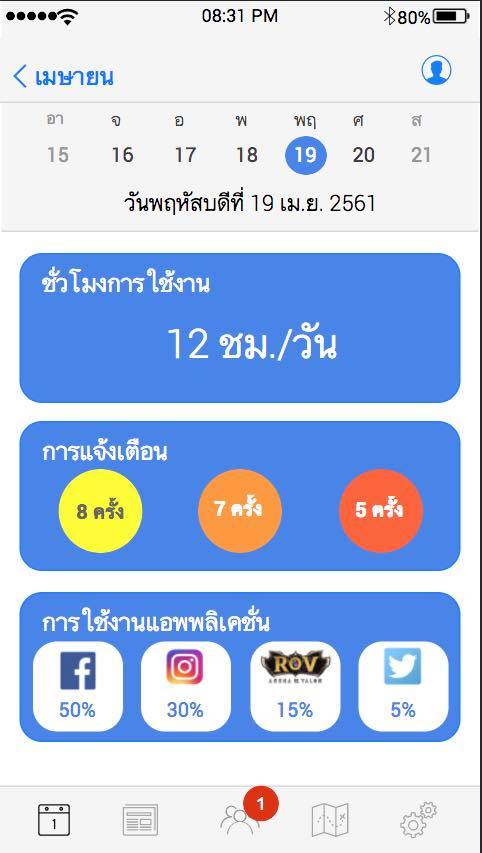 08:31 PM 80%
เมษายน
อา จ อ พ พฤ ศ ส
15 16 17 18 19 20 21
วันพฤหัสบดีที่ 19 เม.ย. 2561
ชั่วโมงการใช้งาน
12 ชม./วัน
การแจ้งเตือน
8 ครั้ง 7 ครั้ง 5 ครั้ง
การใช้งานแอพพลิเคชั่น
ROV
ARENA OF VALOR
50% 30% 15% 5%
1
1